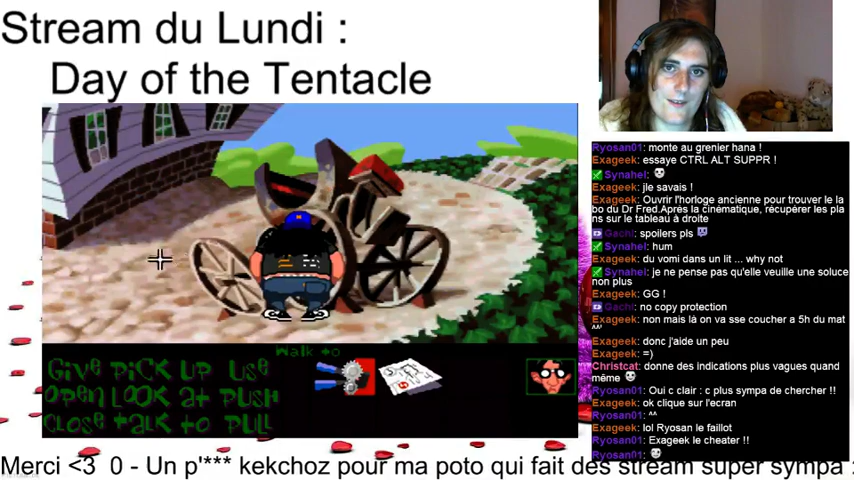 Stream du Lundi :
Day of the Tentacle
Ryosan01: monte au grenier hana !
Exageek: essaye CTRL ALT SUPPR !
Synahel:
Exageek: jle savais !
Exageek: Ouvrir l'horloge ancienne pour trouver le la
bo du Dr Fred.Après la cinématique, récupérer les pla
ns sur le tableau à droite
Gachi: spoilers pls
Synahel: hum
Exageek: du vomi dans un lit ... why not
Synahel: je ne pense pas qu'elle veuille une soluce
non plus
Exageek: GG !
Gachi: no copy protection
Exageek: non mais là on va sse coucher a 5h du mat
^^'
Exageek: donc j'aide un peu
Exageek: =)
Christcat: donne des indications plus vagues quand
même
Ryosan01: Oui c clair : c plus sympa de chercher !!
Exageek: ok clique sur l'ecran
Ryosan01: ^^
Exageek: lol Ryosan le faillot
Ryosan01: Exageek le cheater !!
Ryosan01:
Walk to
Give Pick up Use
Open Look at Push
Close Talk to Pull
Merci <3 0 - Un p'*** kekchoz pour ma poto qui fait des stream super sympa :